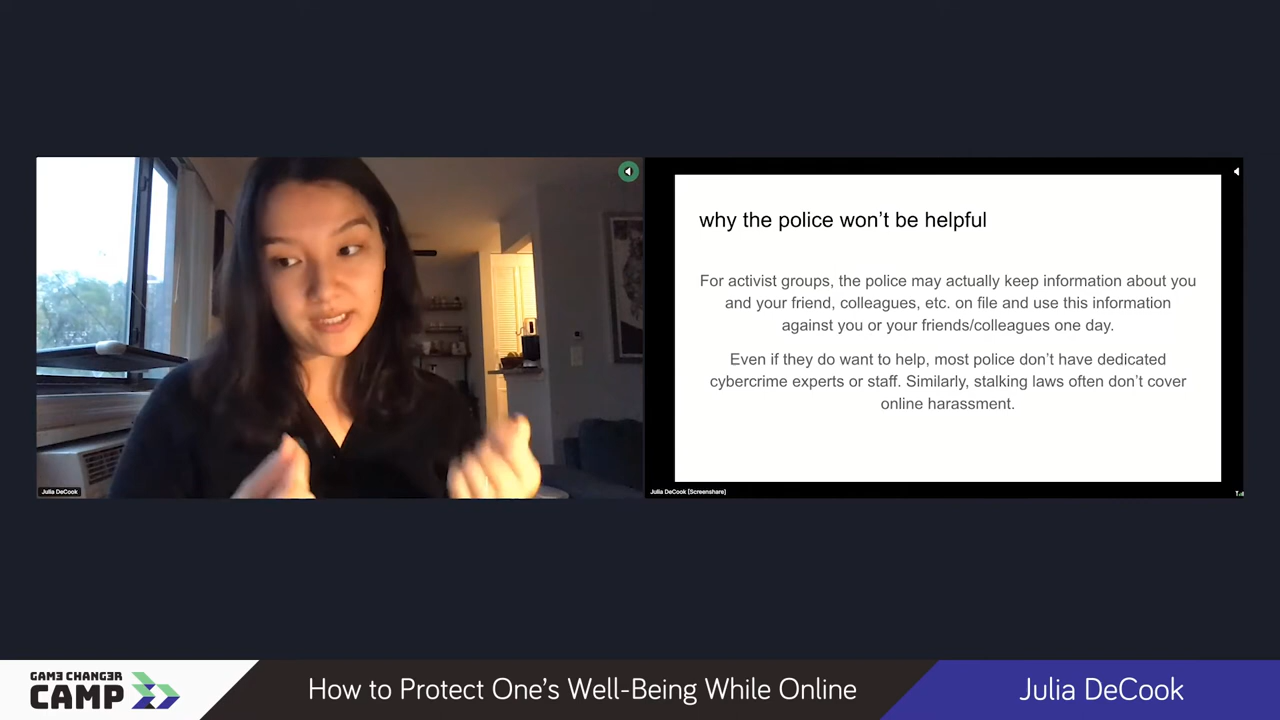 why the police won't be helpful
For activist groups, the police may actually keep information about you
and your friend, colleagues, etc. on file and use this information
against you or your friends/colleagues one day.
Even if they do want to help, most police don't have dedicated
cybercrime experts or staff. Similarly, stalking laws often don't cover
online harassment.
Julia DeCook
Julia DeCook [Screenshare]
GAM3 CHANG3R
CAMP
How to Protect One's Well-Being While Online
Julia DeCook